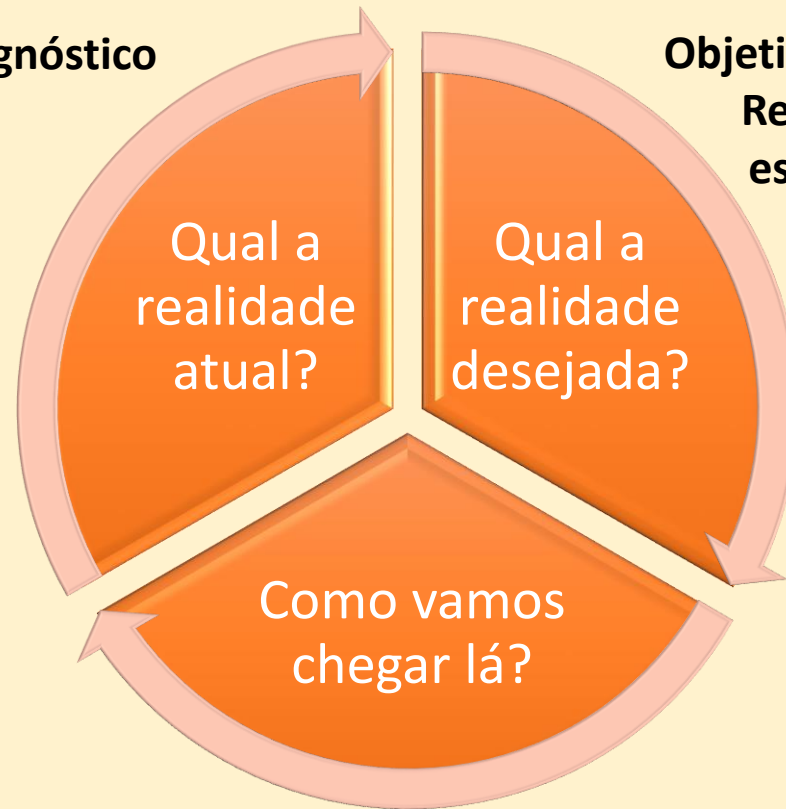 gnóstico
Objeti
Re
es
Qual a
realidade
atual?
Qual a
realidade
desejada?
Como vamos
chegar lá?